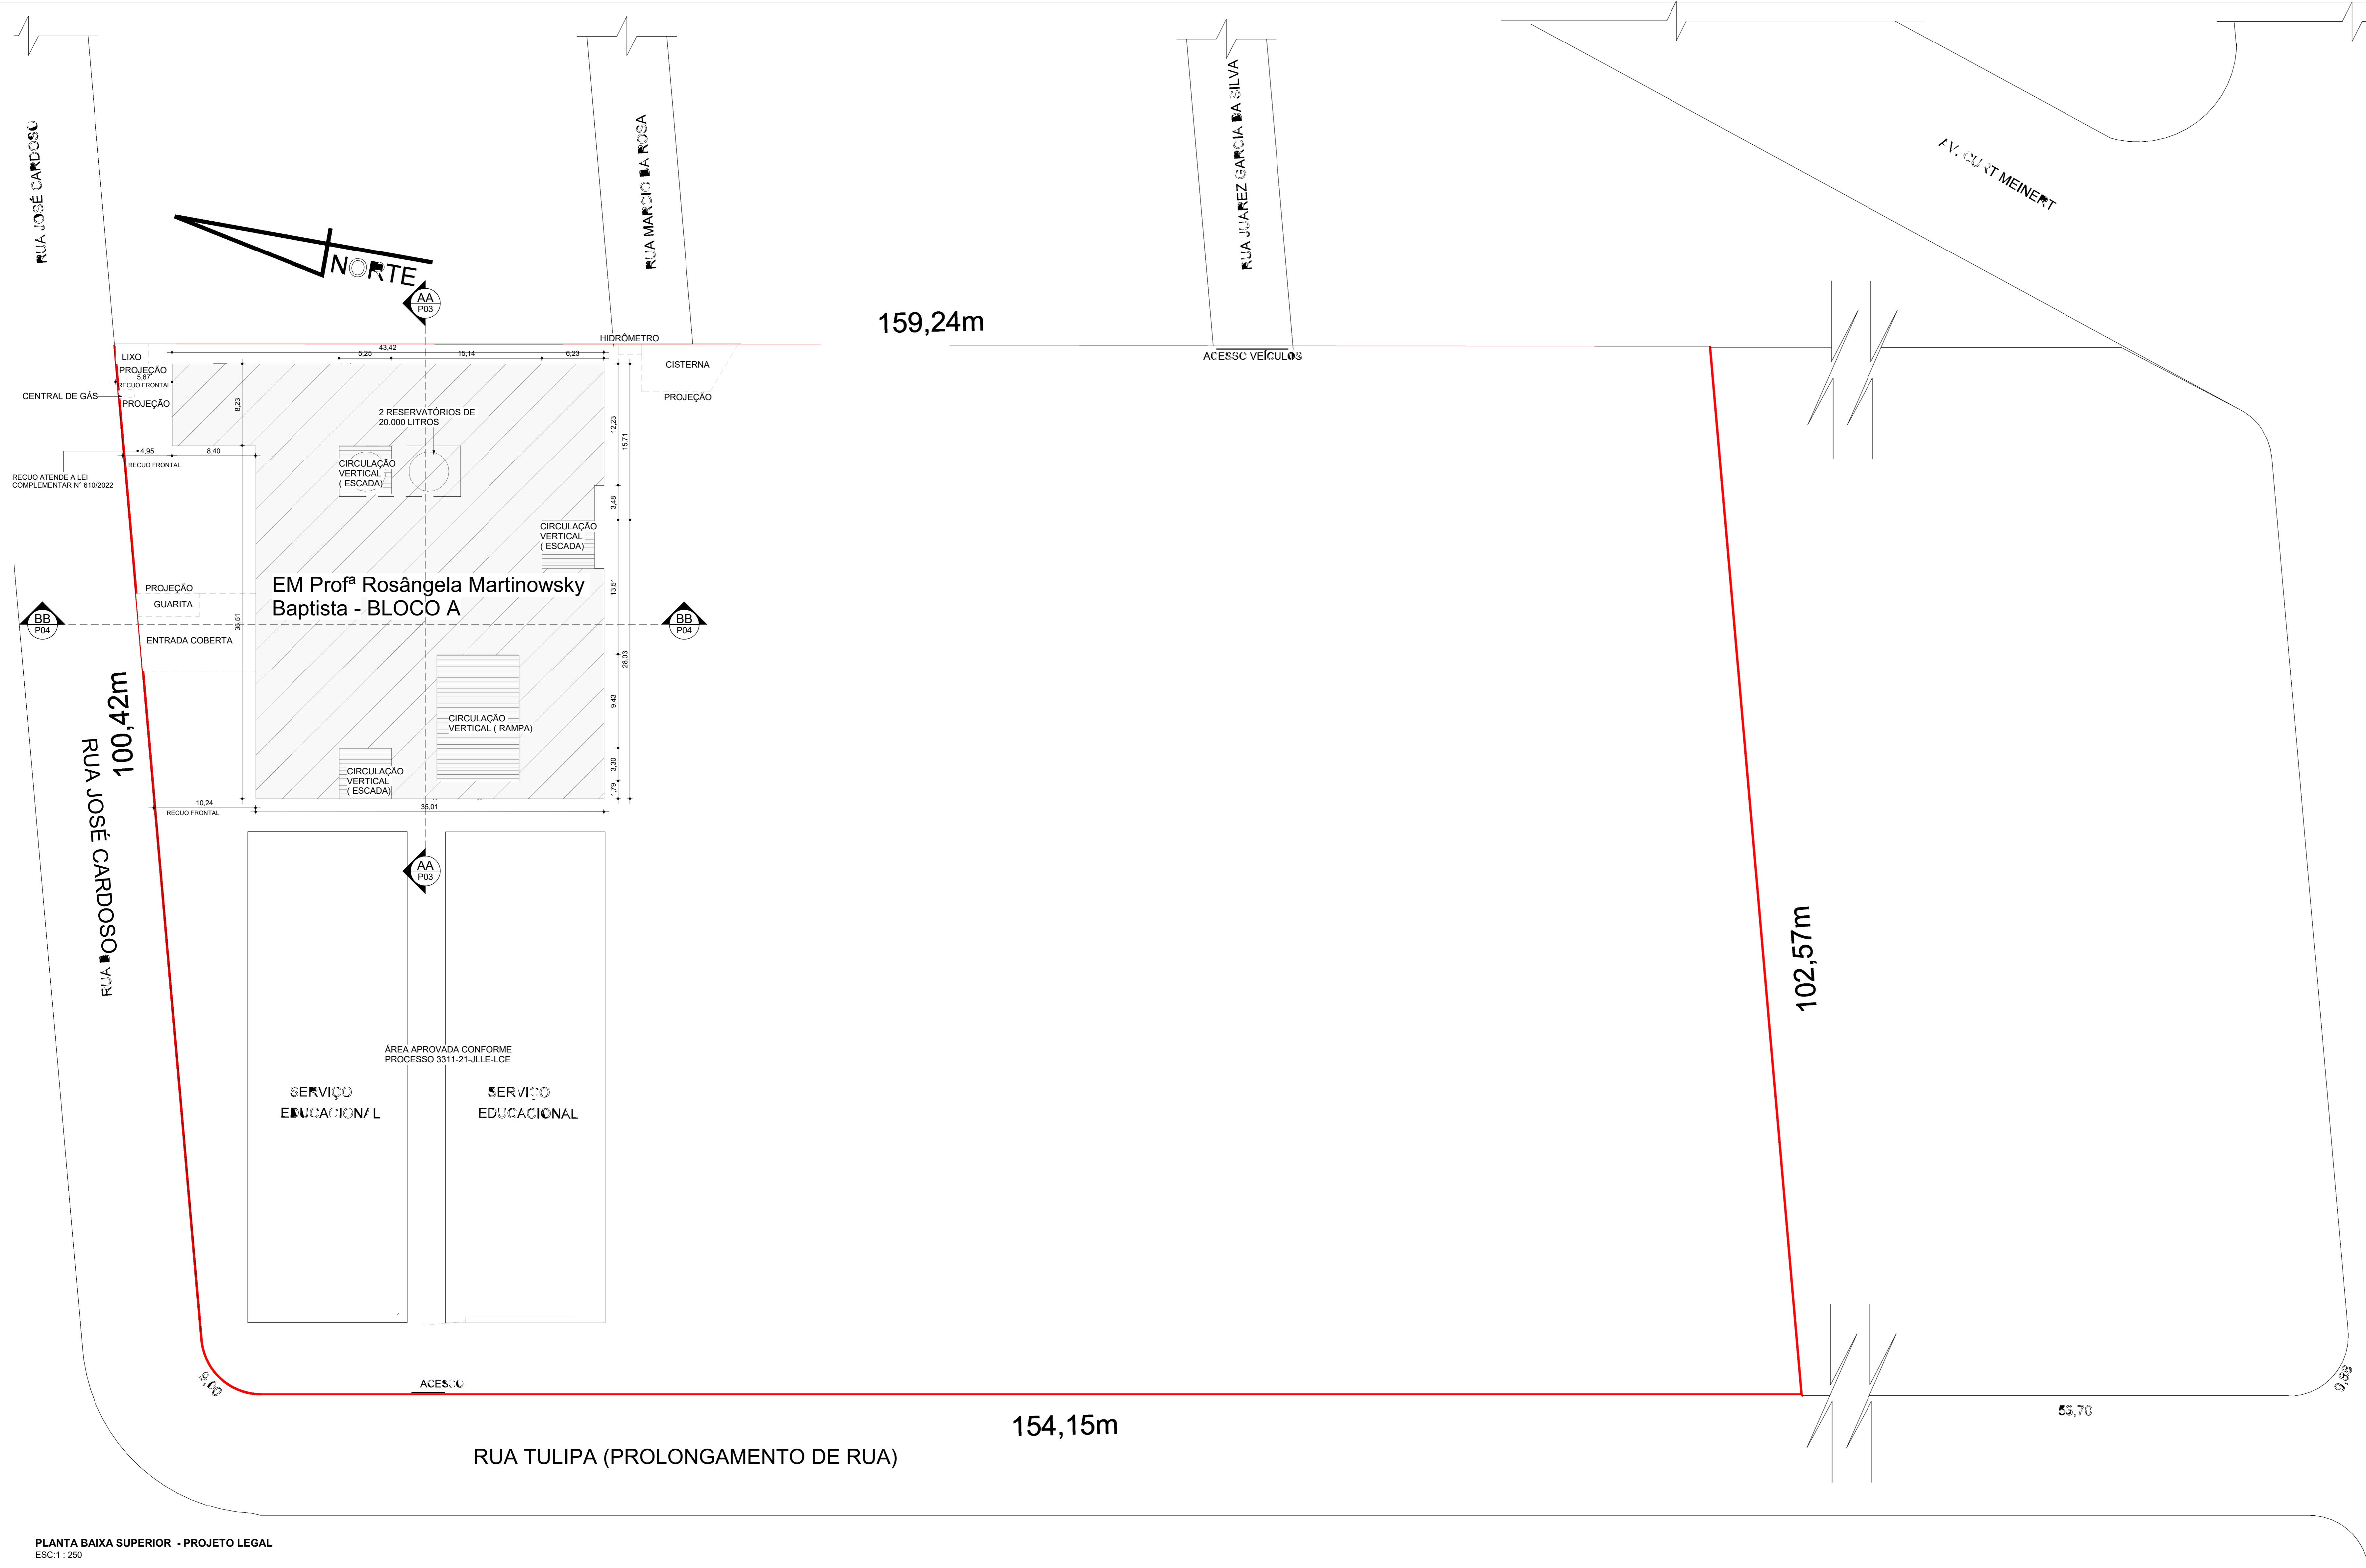 RUA JOSÉ CARDOSO
RUA MARCIO DA ROSA
RUA JUAREZ GARCIA DA SILVA
AV. CURT MEINERT
NORTE
AA
P03
159,24m
HIDRÔMETRO
43,42
5,25
15,14
6,23
ACESSO VEÍCULOS
LIXO
PROJEÇÃO
5,67
RECUO FRONTAL
CENTRAL DE GÁS
PROJEÇÃO
CISTERNA
PROJEÇÃO
8,23
2 RESERVATÓRIOS DE
20.000 LITROS
12,23
15,71
4,95
8,40
RECUO FRONTAL
RECUO ATENDE A LEI
COMPLEMENTAR N° 610/2022
CIRCULAÇÃO
VERTICAL
( ESCADA)
3,48
CIRCULAÇÃO
VERTICAL
( ESCADA)
PROJEÇÃO
GUARITA
EM Profª Rosângela Martinowsky
Baptista - BLOCO A
13,51
BB
P04
BB
P04
35,51
ENTRADA COBERTA
28,03
100,42m
RUA JOSÉ CARDOSO
RUA
9,43
CIRCULAÇÃO
VERTICAL ( RAMPA)
3,30
CIRCULAÇÃO
VERTICAL
( ESCADA)
1,79
10,24
RECUO FRONTAL
35,01
AA
P03
102,57m
ÁREA APROVADA CONFORME
PROCESSO 3311-21-JLLE-LCE
SERVIÇO
EDUCACIONAL
SERVIÇO
EDUCACIONAL
ACESSO
154,15m
9,88
RUA TULIPA (PROLONGAMENTO DE RUA)
PLANTA BAIXA SUPERIOR - PROJETO LEGAL
ESC:1 : 250